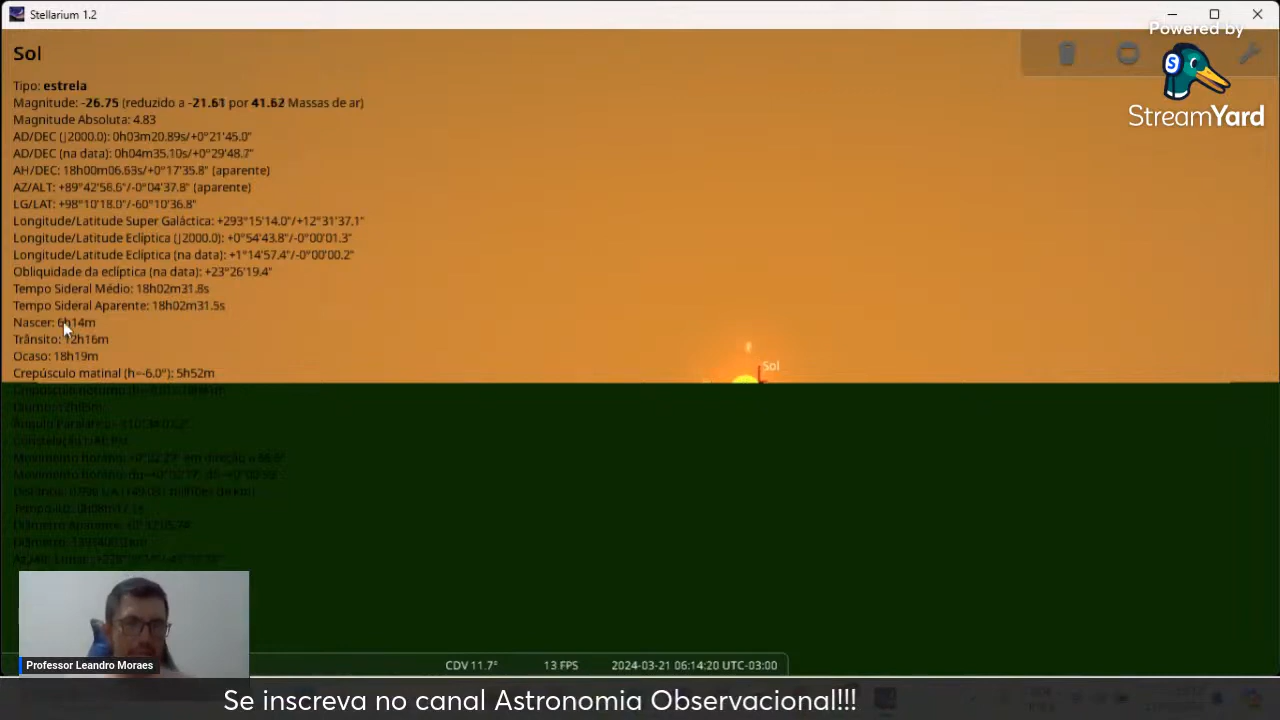 Stellarium 1.2
Powered by
StreamYard
Sol
Tipo: estrela
Magnitude: -26.75 (reduzido a -21.61 por 41.62 Massas de ar)
Magnitude Absoluta: 4.83
AD/DEC (J2000.0): 0h03m20.89s/+0°21'45.0"
AD/DEC (na data): 0h04m35.10s/+0°29'48.7"
AH/DEC: 18h00m06.63s/+0°17'35.8" (aparente)
AZ/ALT: +89°42'56.6"/-0°04'37.8" (aparente)
LG/LAT: +98°10'18.0"/-60°10'36.8"
Longitude/Latitude Super Galáctica: +293°15'14.0"/+12°31'37.1"
Longitude/Latitude Eclíptica (J2000.0): +0°54'43.8"/-0°00'01.3"
Longitude/Latitude Eclíptica (na data): +1°14'57.4"/-0°00'00.2"
Obliquidade da eclíptica (na data): +23°26'19.4"
Tempo Sideral Médio: 18h02m31.8s
Tempo Sideral Aparente: 18h02m31.5s
Nascer: 6h14m
Trânsito: 12h16m
Ocaso: 18h19m
Crepúsculo matinal (h=-6.0°): 5h52m
Sol
Professor Leandro Moraes
CDV 11.7° 13 FPS 2024-03-21 06:14:20 UTC-03:00
Se inscreva no canal Astronomia Observacional!!!